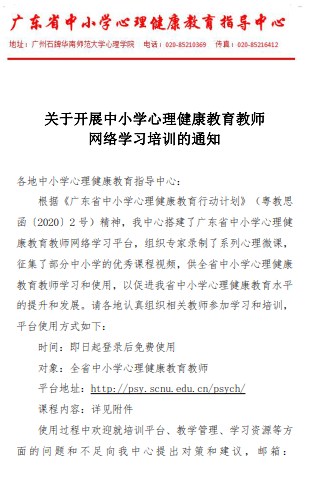 广东省中小学心理健康教育指导中心
地址：广州石牌华南师范大学心理学院 电话：020-85210369 传真：020-85216412
关于开展中小学心理健康教育教师
网络学习培训的通知
各地中小学心理健康教育指导中心：
根据《广东省中小学心理健康教育行动计划》（粤教思
函〔2020〕2 号）精神，我中心搭建了广东省中小学心理健
康教育教师网络学习平台，组织专家录制了系列心理微课，
征集了部分中小学的优秀课程视频，供全省中小学心理健康
教育教师学习和使用，以促进我省中小学心理健康教育水平
的提升和发展。请各地认真组织相关教师参加学习和培训，
平台使用方式如下：
时间：即日起登录后免费使用
对象：全省中小学心理健康教育教师
平台地址：http://psy.scnu.edu.cn/psych/
课程内容：详见附件
使用过程中欢迎就培训平台、教学管理、学习资源等方
面的问题和不足向我中心提出对策和建议，邮箱：